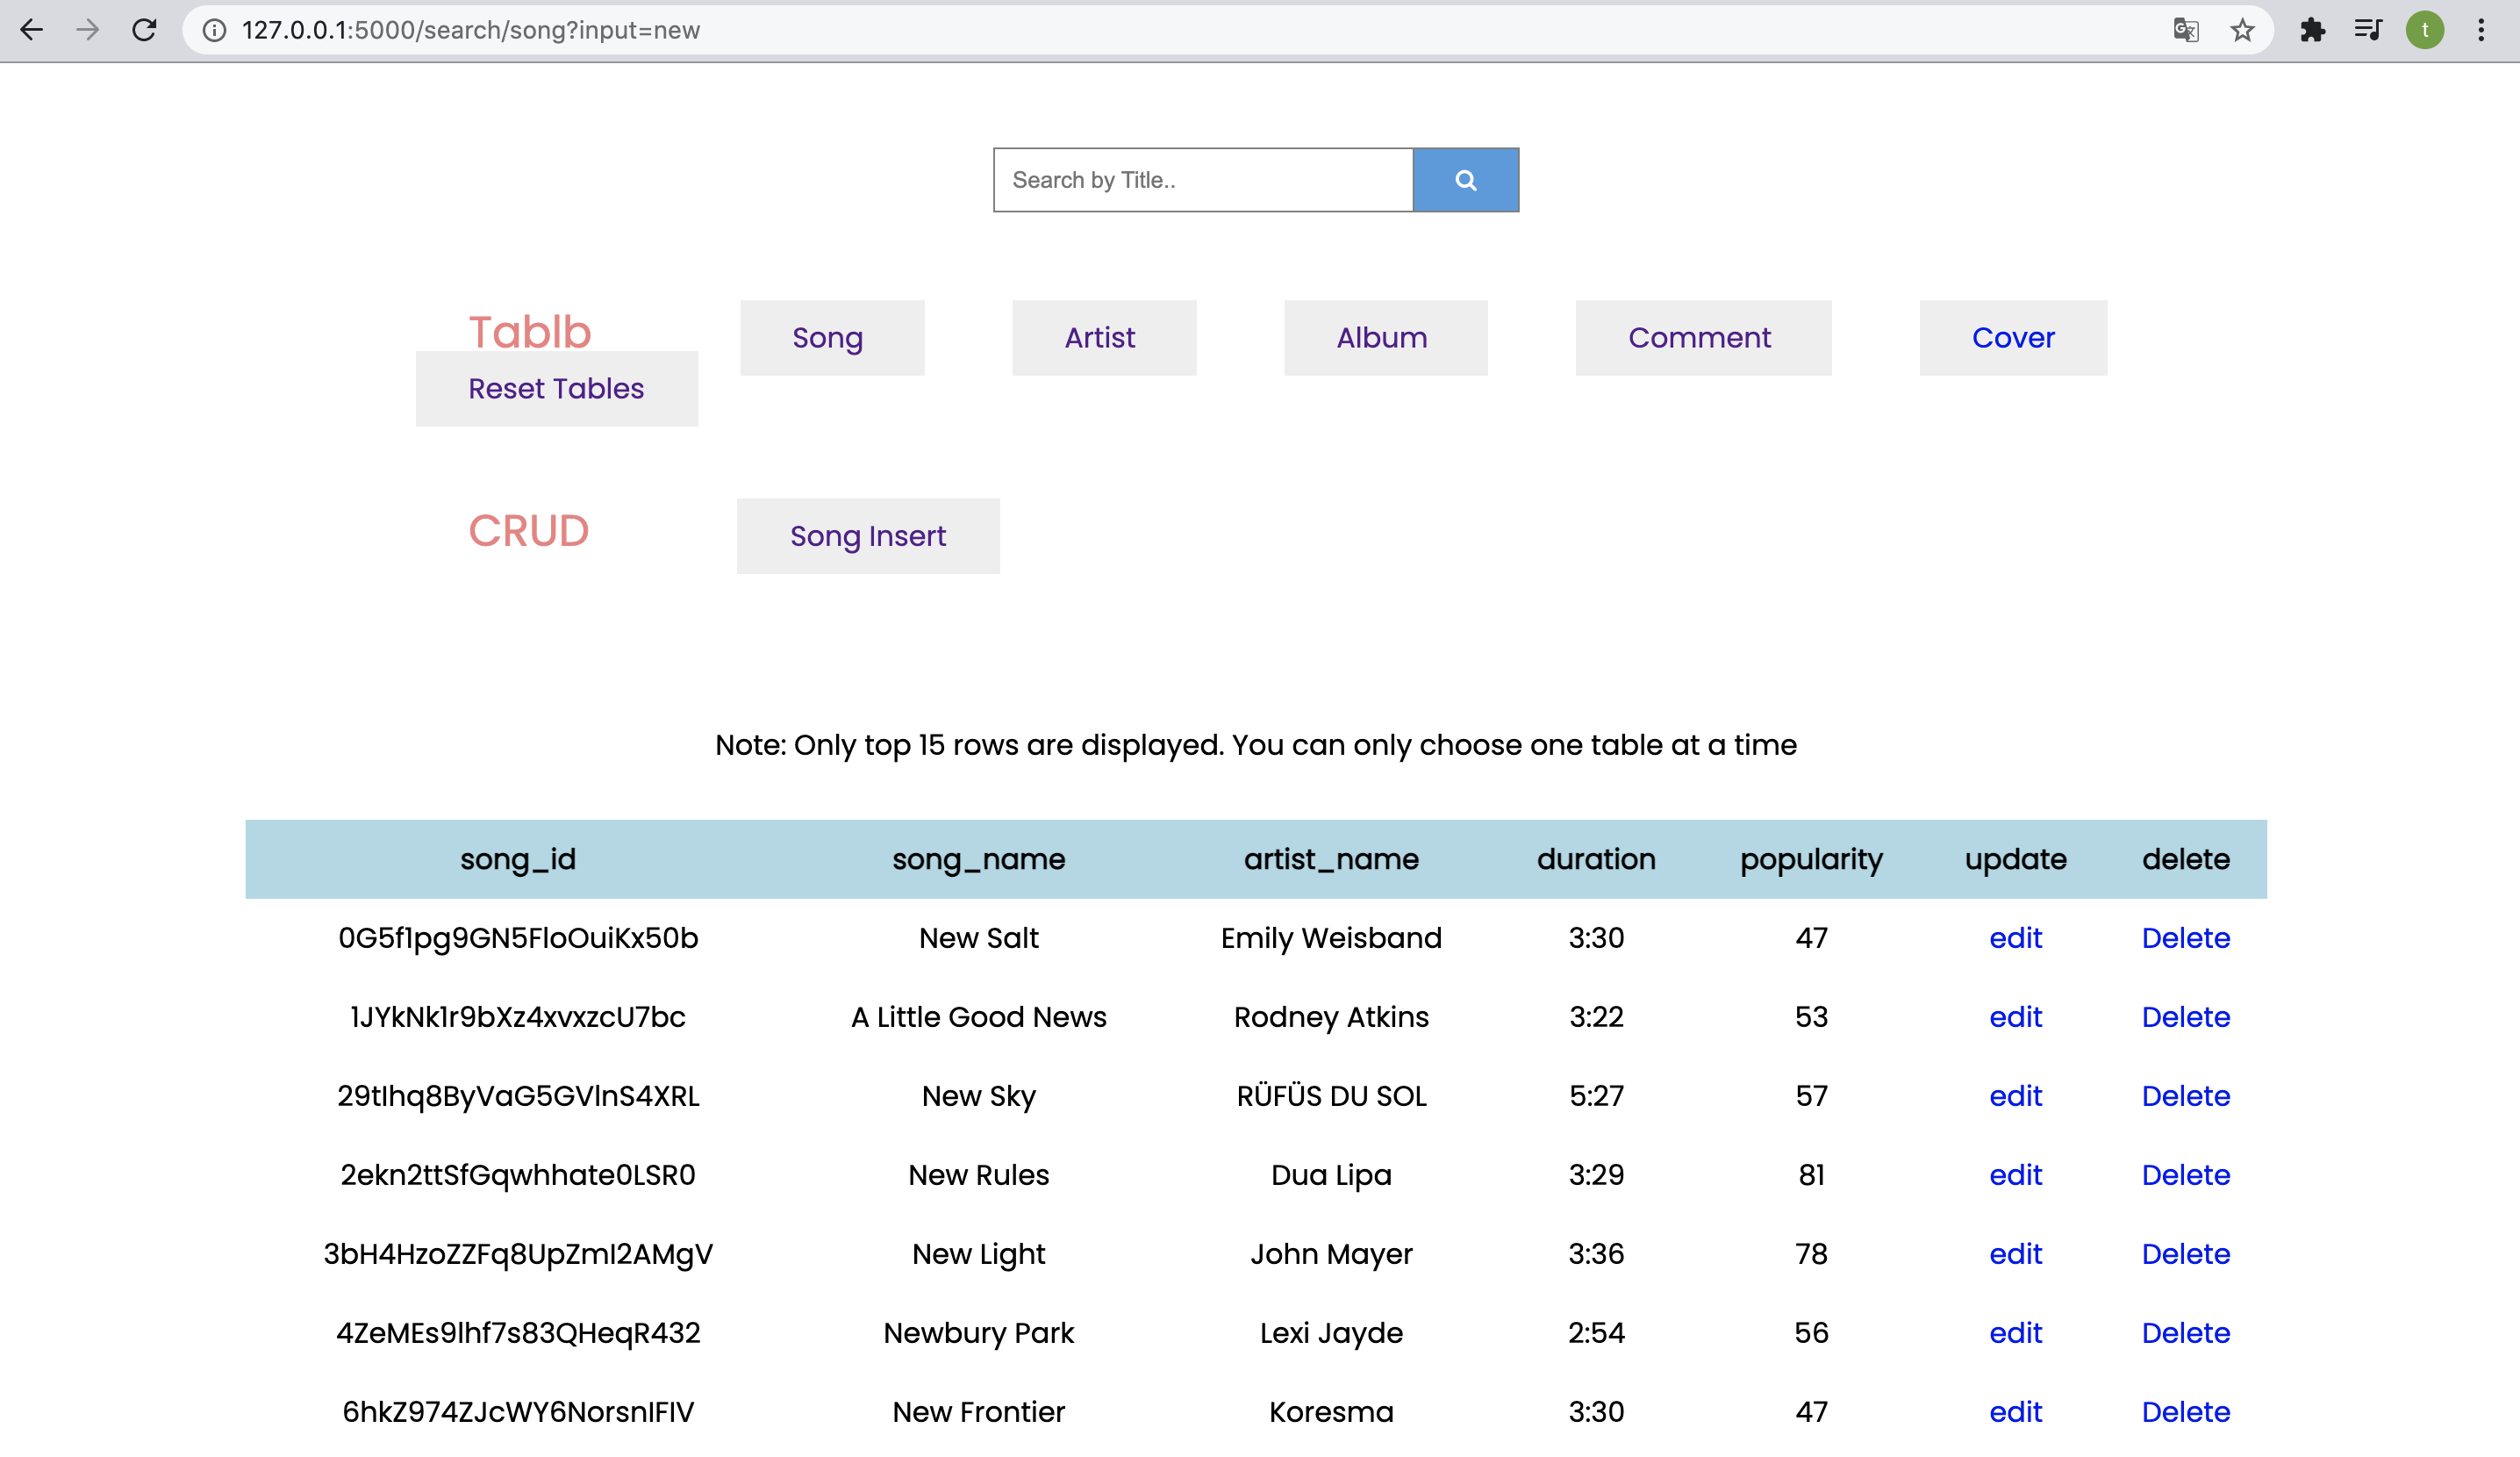 127.0.0.1:5000/search/song?input=new
t
Search by Title..
Tablb Song Artist Album Comment Cover
Reset Tables
CRUD Song Insert
Note: Only top 15 rows are displayed. You can only choose one table at a time
song_id song_name artist_name duration popularity update delete
0G5f1pg9GN5FloOuiKx50b New Salt Emily Weisband 3:30 47 edit Delete
1JYkNk1r9bXz4xvxzcU7bc A Little Good News Rodney Atkins 3:22 53 edit Delete
29tIhq8ByVaG5GVlnS4XRL New Sky RÜFÜS DU SOL 5:27 57 edit Delete
2ekn2ttSfGqwhhate0LSR0 New Rules Dua Lipa 3:29 81 edit Delete
3bH4HzoZZFq8UpZmI2AMgV New Light John Mayer 3:36 78 edit Delete
4ZeMEs9lhf7s83QHeqR432 Newbury Park Lexi Jayde 2:54 56 edit Delete
6hkZ974ZJcWY6NorsnIFIV New Frontier Koresma 3:30 47 edit Delete